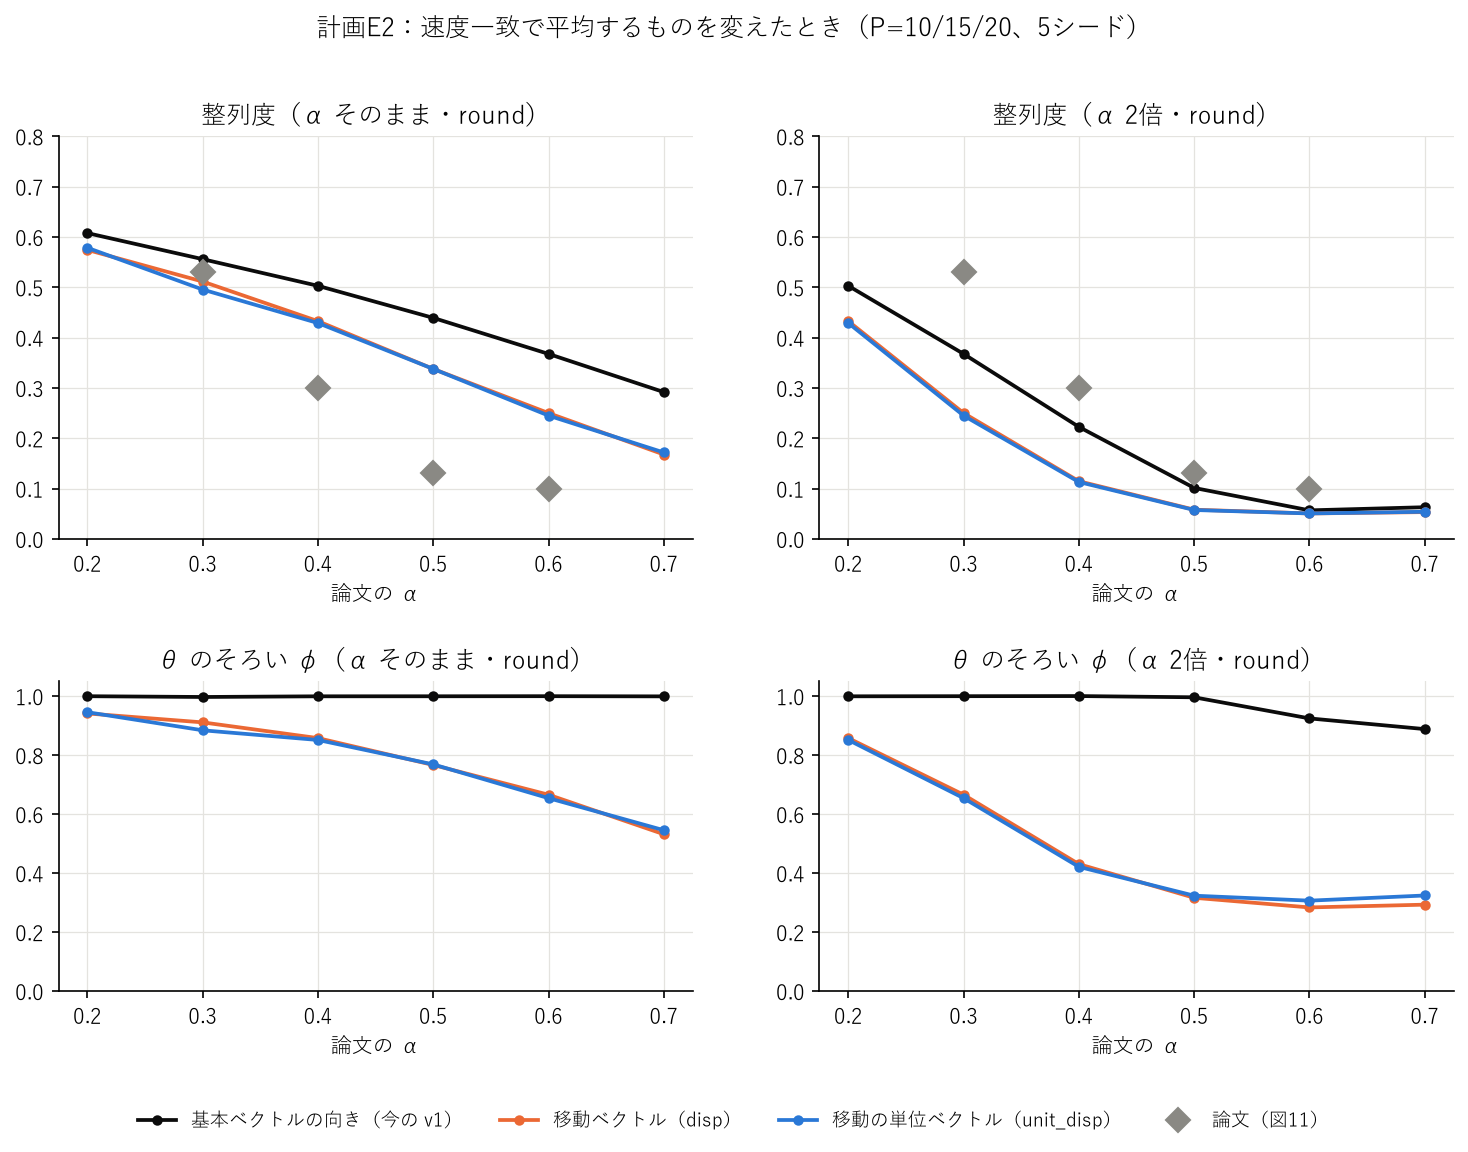 計画E2：速度一致で平均するものを変えたとき（P=10/15/20、5シード）
整列度（α そのまま・round）
0.8
0.7
0.6
0.5
0.4
0.3
0.2
0.1
0.0
0.2 0.3 0.4 0.5 0.6 0.7
論文の α
整列度（α 2倍・round）
0.8
0.7
0.6
0.5
0.4
0.3
0.2
0.1
0.0
0.2 0.3 0.4 0.5 0.6 0.7
論文の α
θ のそろい φ（α そのまま・round）
1.0
0.8
0.6
0.4
0.2
0.0
0.2 0.3 0.4 0.5 0.6 0.7
論文の α
θ のそろい φ（α 2倍・round）
1.0
0.8
0.6
0.4
0.2
0.0
0.2 0.3 0.4 0.5 0.6 0.7
論文の α
基本ベクトルの向き（今の v1） 移動ベクトル（disp） 移動の単位ベクトル（unit_disp） 論文（図11）